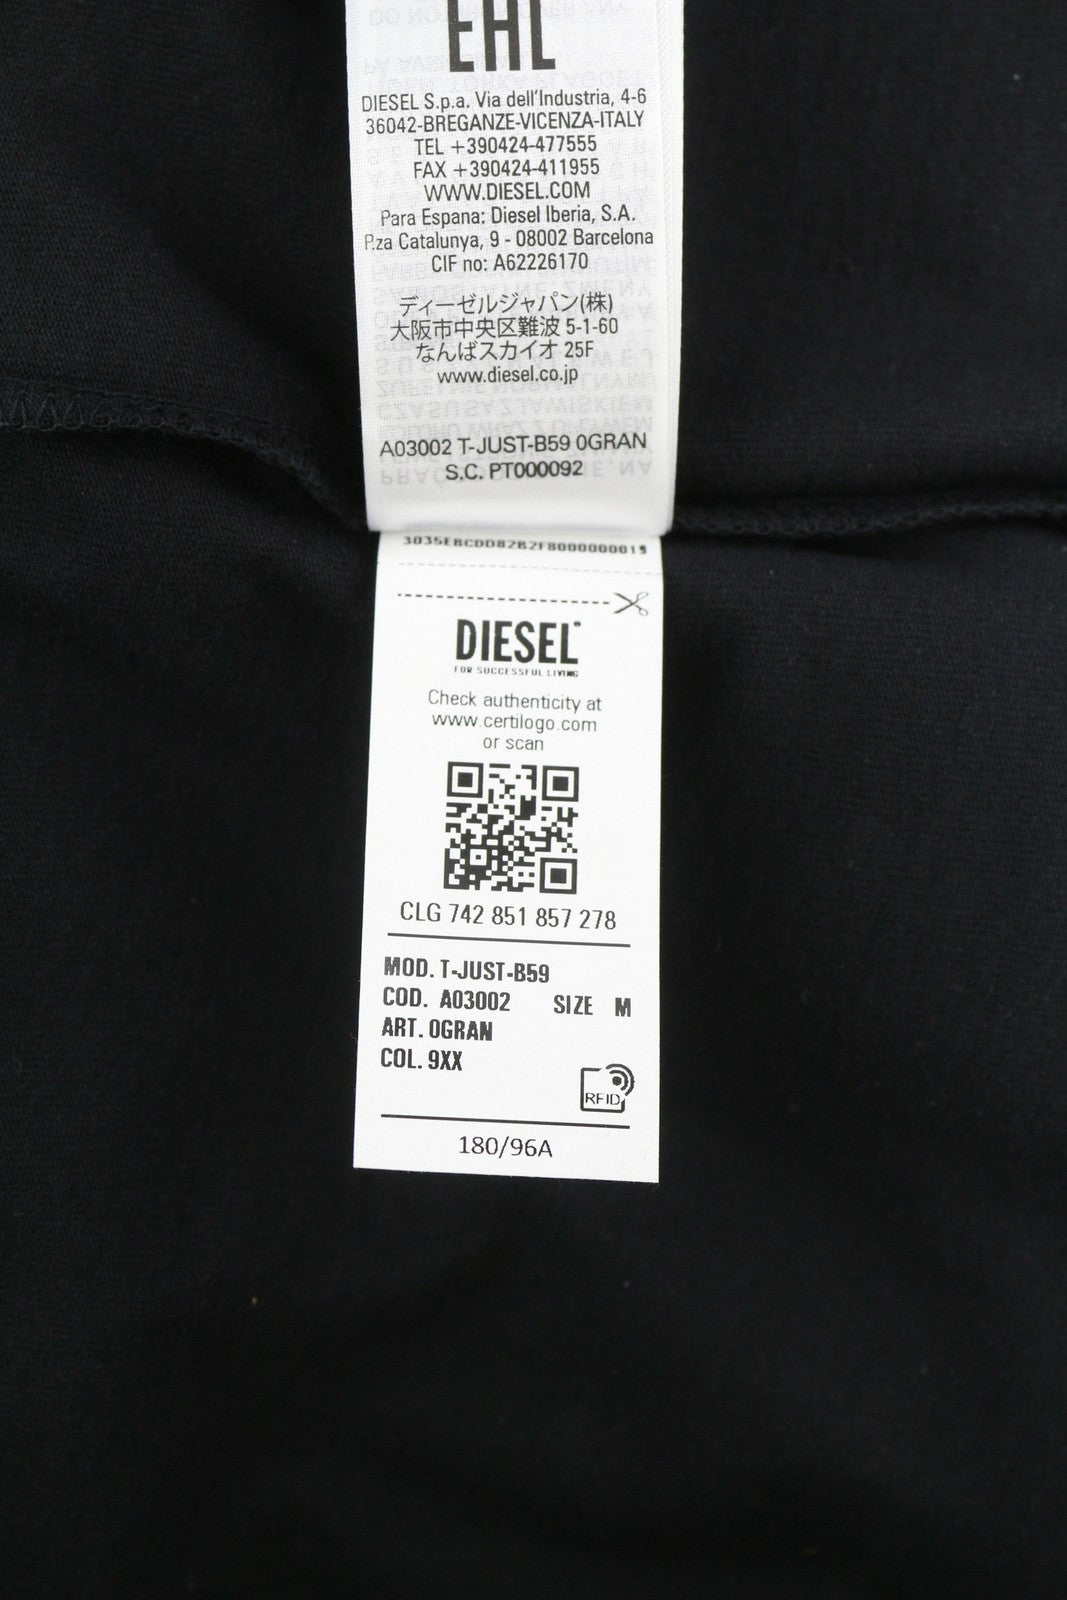 EAC
DIESEL S.p.a. Via dell'Industria, 4-6
36042-BREGANZE-VICENZA-ITALY
TEL +390424-477555
FAX +390424-411955
WWW.DIESEL.COM
Para Espana: Diesel Iberia, S.A.
P.za Catalunya, 9 - 08002 Barcelona
CIF no: A62226170
ディーゼルジャパン(株)
大阪市中央区難波 5-1-60
なんばスカイオ 25F
www.diesel.co.jp
A03002 T-JUST-B59 0GRAN
S.C. PT000092
DIESEL
FOR SUCCESSFUL LIVING
Check authenticity at
www.certilogo.com
or scan
CLG 742 851 857 278
MOD. T-JUST-B59
COD. A03002 SIZE M
ART. 0GRAN
COL. 9XX
RFID
180/96A